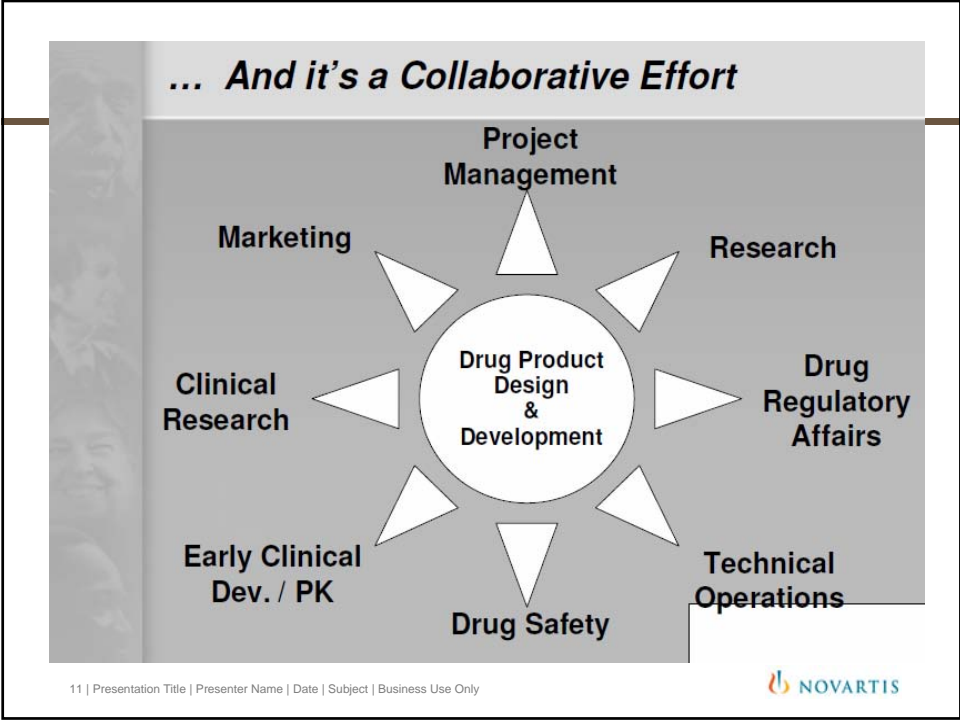 ... And it's a Collaborative Effort
Project
Management
Marketing
Research
Drug Product
Design
&
Development
Clinical
Research
Drug
Regulatory
Affairs
Early Clinical
Dev. / PK
Technical
Operations
Drug Safety
11 | Presentation Title | Presenter Name | Date | Subject | Business Use Only
NOVARTIS